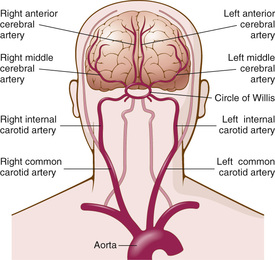 Right anterior
cerebral
artery
Left anterior
cerebral
artery
Right middle
cerebral
artery
Left middle
cerebral
artery
Circle of Willis
Right internal
carotid artery
Left internal
carotid artery
Right common
carotid artery
Left common
carotid artery
Aorta